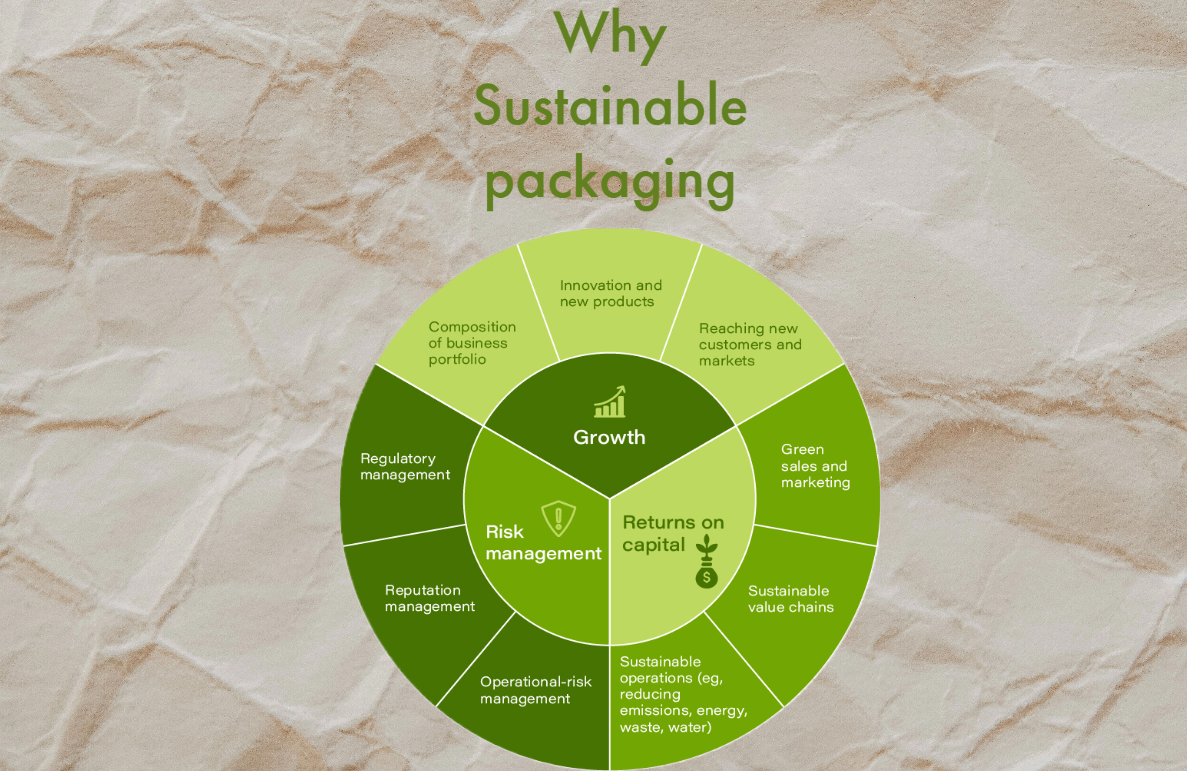 Why
Sustainable
packaging
Innovation and
new products
Composition
of business
portfolio
Reaching new
customers and
markets
Growth
Regulatory
management
Green
sales and
marketing
Risk
management
Returns on
capital
$
Reputation
management
Sustainable
value chains
Operational-risk
management
Sustainable
operations (eg,
reducing
emissions, energy,
waste, water)